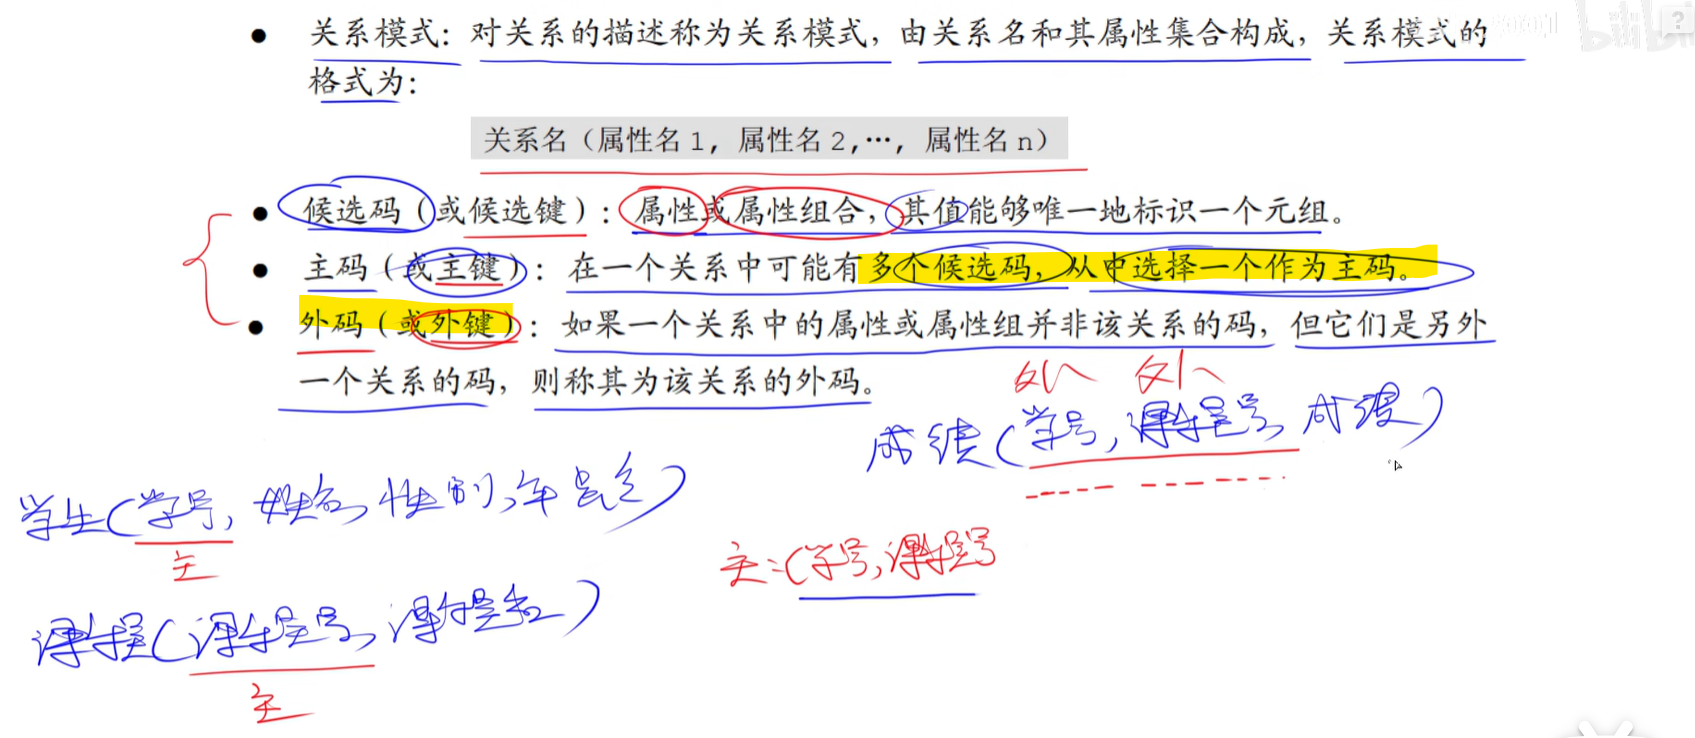 ● 关系模式：对关系的描述称为关系模式，由关系名和其属性集合构成，关系模式的
格式为：
关系名（属性名1，属性名2,…，属性名n）
● 候选码（或候选键）：属性或属性组合，其值能够唯一地标识一个元组。
● 主码（或主键）：在一个关系中可能有多个候选码，从中选择一个作为主码。
● 外码（或外键）：如果一个关系中的属性或属性组并非该关系的码，但它们是另外
一个关系的码，则称其为该关系的外码。
外 外
成绩(学号,课程号,成绩)
学生(学号,姓名,性别,年龄)
主
主:(学号,课程号
课程(课程号,课程名)
主
bilibili
?